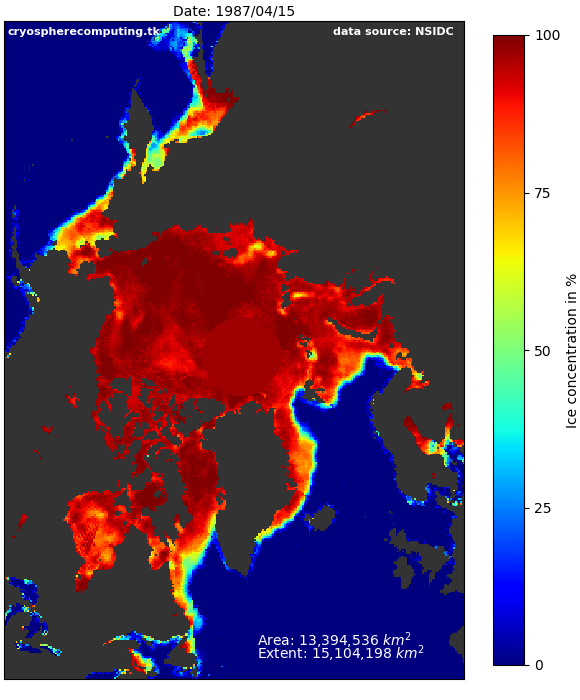 Date: 1987/04/15
cryospherecomputing.tk
data source: NSIDC
100
75
50
25
0
Ice concentration in %
Area: 13,394,536 km²
Extent: 15,104,198 km²